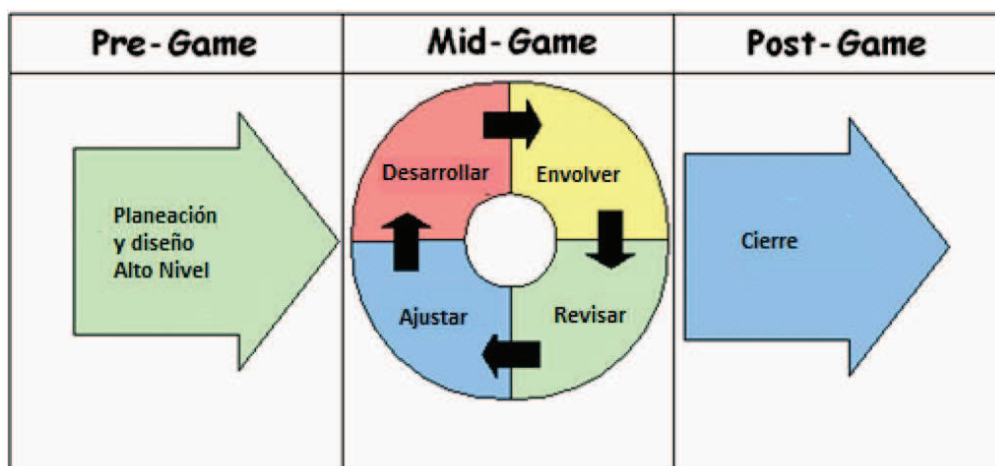 Pre-Game
Mid-Game
Post-Game
Planeación
y diseño
Alto Nivel
Desarrollar
Envolver
Ajustar
Revisar
Cierre